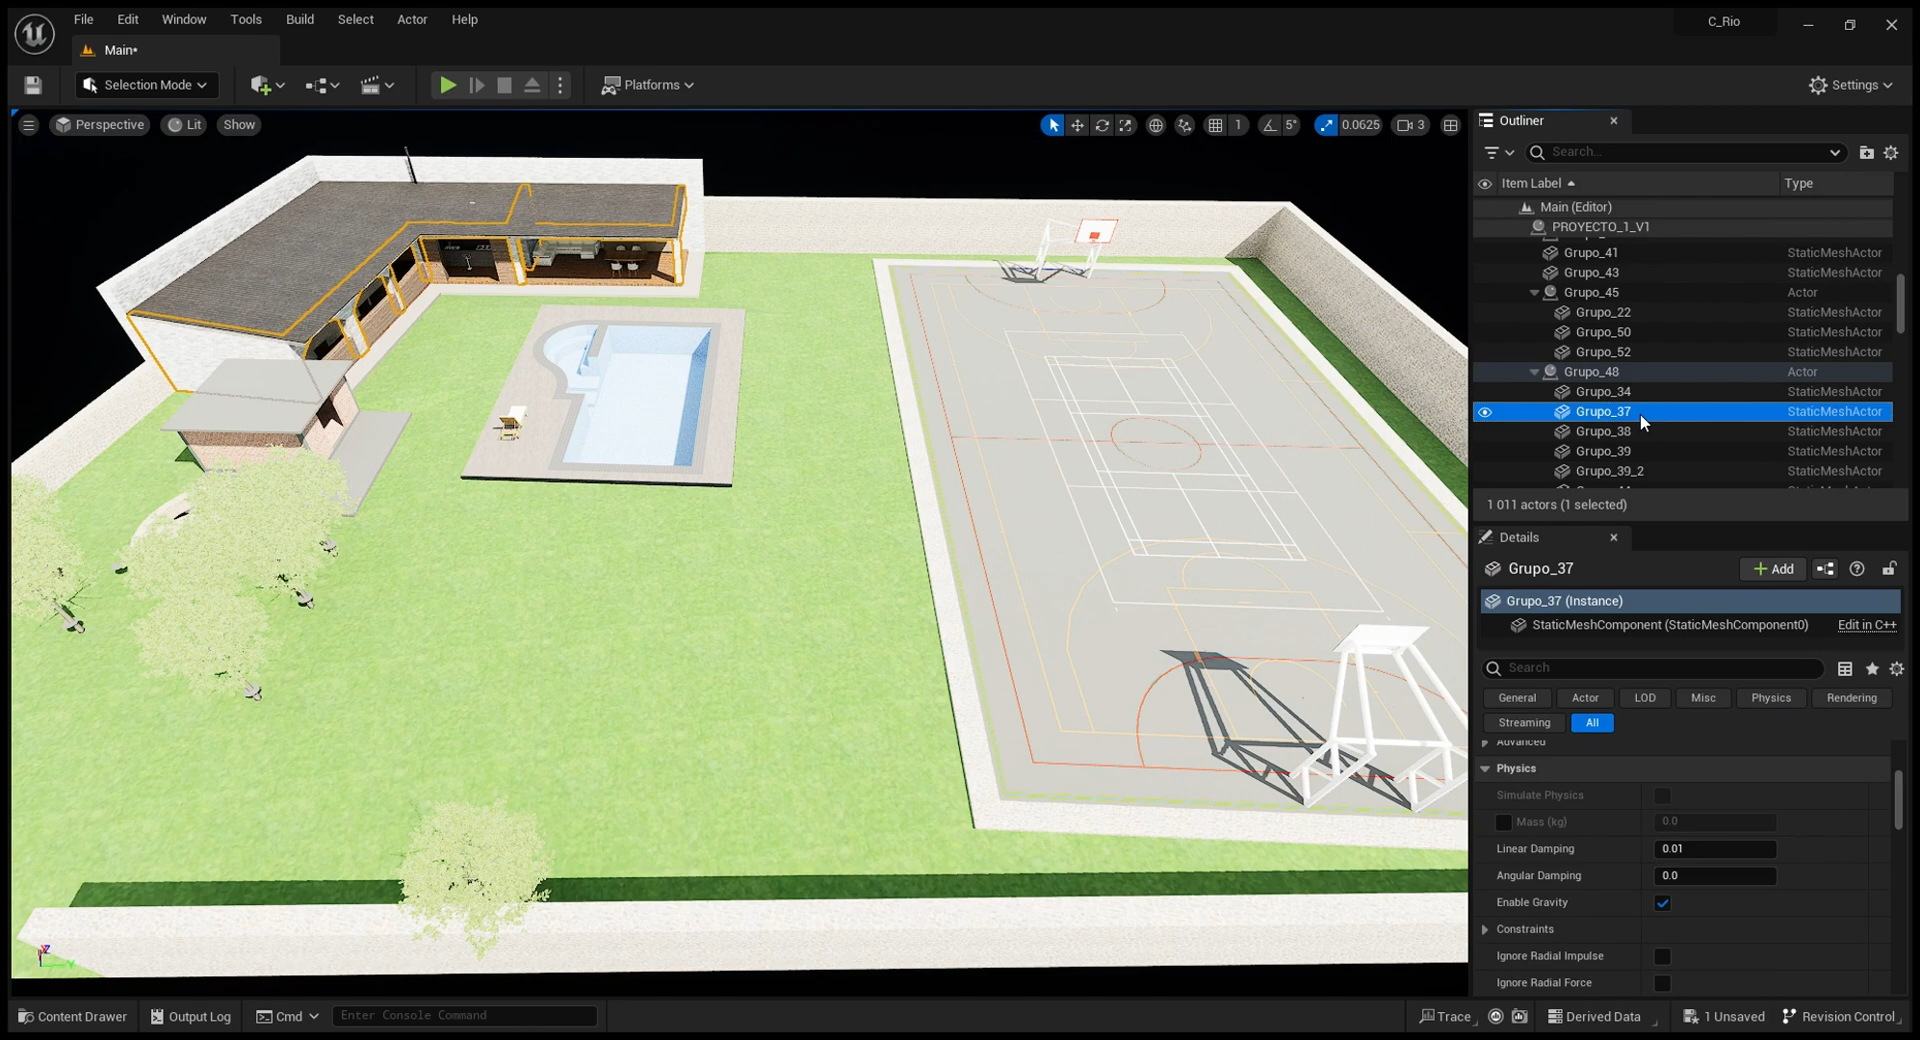 File Edit Window Tools Build Select Actor Help
C_Rio
Main•
Selection Mode
Platforms
Settings
Perspective Lit Show
1 5° 0.0625 3
Outliner
Search...
Item Label Type
Main (Editor)
PROYECTO_1_V1
Grupo_41 StaticMeshActor
Grupo_43 StaticMeshActor
Grupo_45 Actor
Grupo_22 StaticMeshActor
Grupo_50 StaticMeshActor
Grupo_52 StaticMeshActor
Grupo_48 Actor
Grupo_34 StaticMeshActor
Grupo_37 StaticMeshActor
Grupo_38 StaticMeshActor
Grupo_39 StaticMeshActor
Grupo_39_2 StaticMeshActor
1 011 actors (1 selected)
Details
Grupo_37
Add
Grupo_37 (Instance)
StaticMeshComponent (StaticMeshComponent0) Edit in C++
Search
General Actor LOD Misc Physics Rendering
Streaming All
Advanced
Physics
Simulate Physics
Mass (kg) 0.0
Linear Damping 0.01
Angular Damping 0.0
Enable Gravity
Constraints
Ignore Radial Impulse
Ignore Radial Force
Content Drawer Output Log Cmd Enter Console Command
Trace Derived Data 1 Unsaved Revision Control